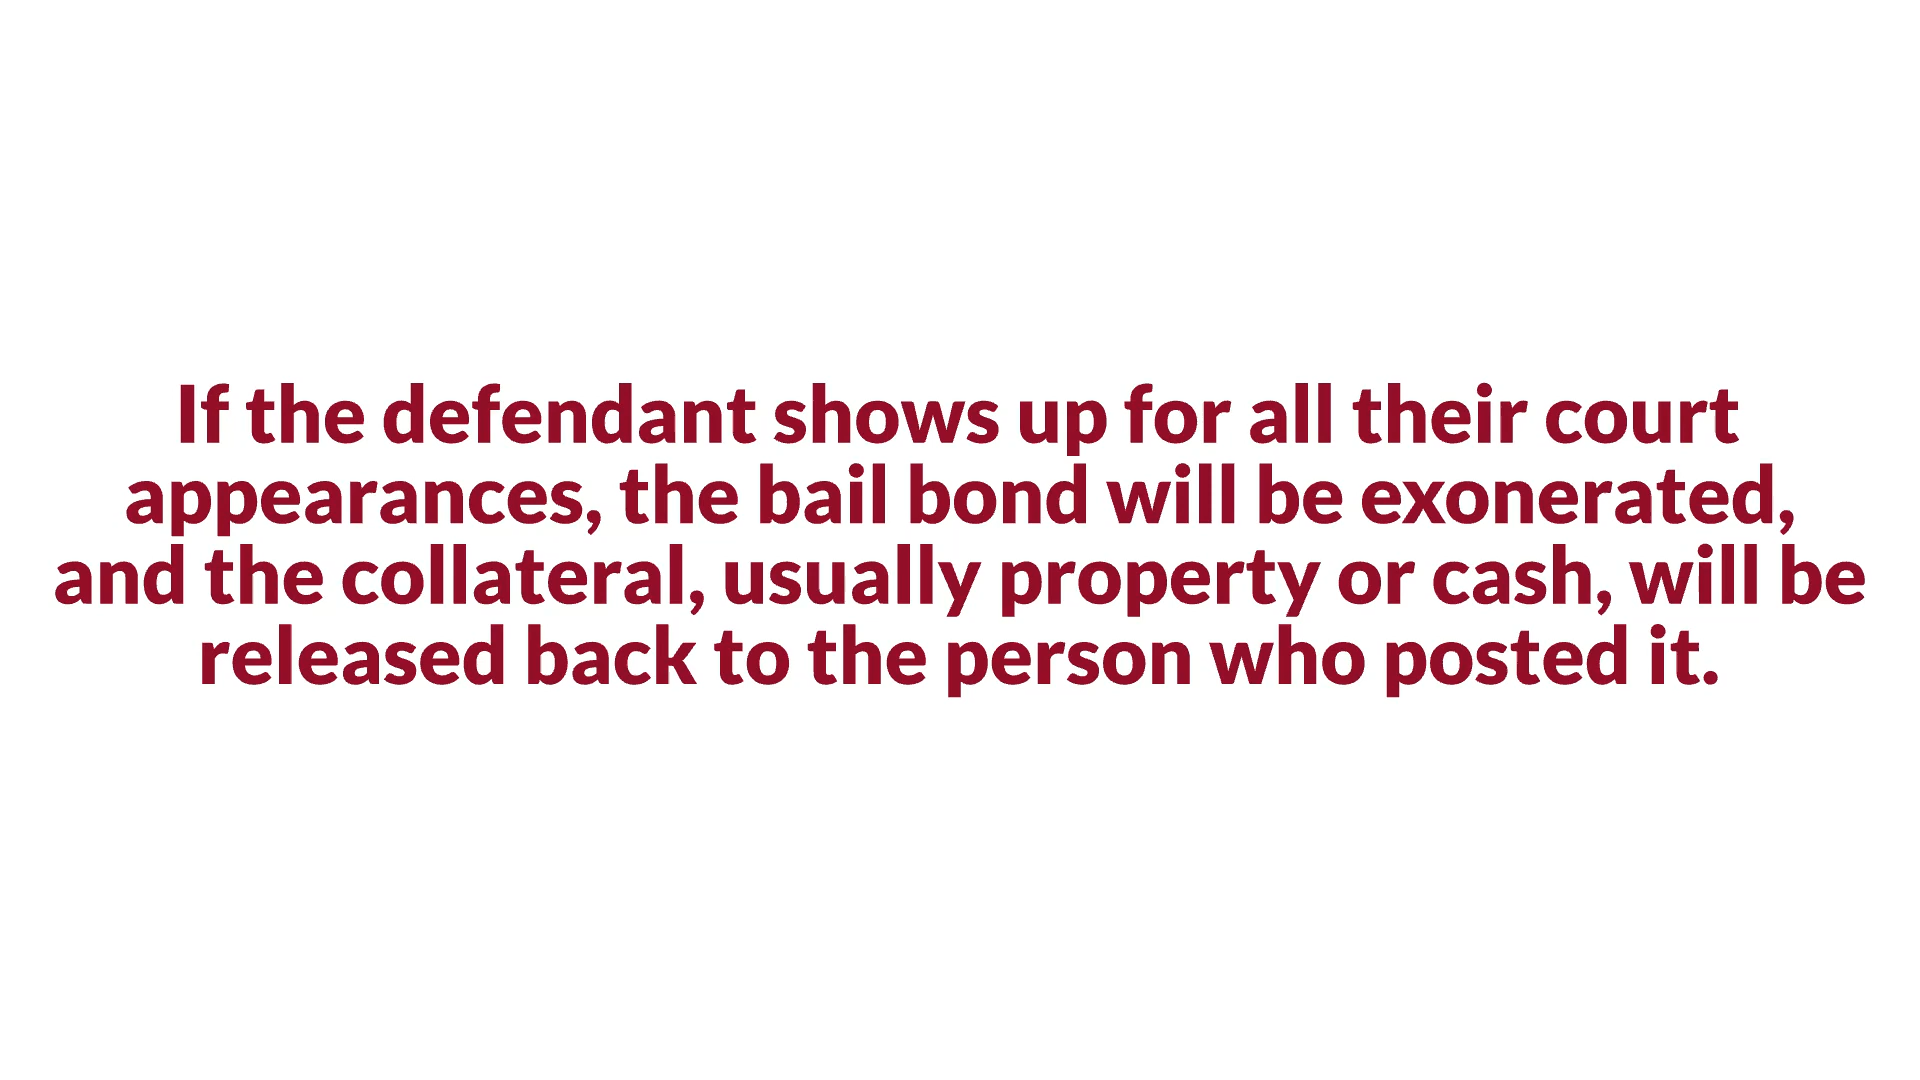 If the defendant shows up for all their court
appearances, the bail bond will be exonerated,
and the collateral, usually property or cash, will be
released back to the person who posted it.